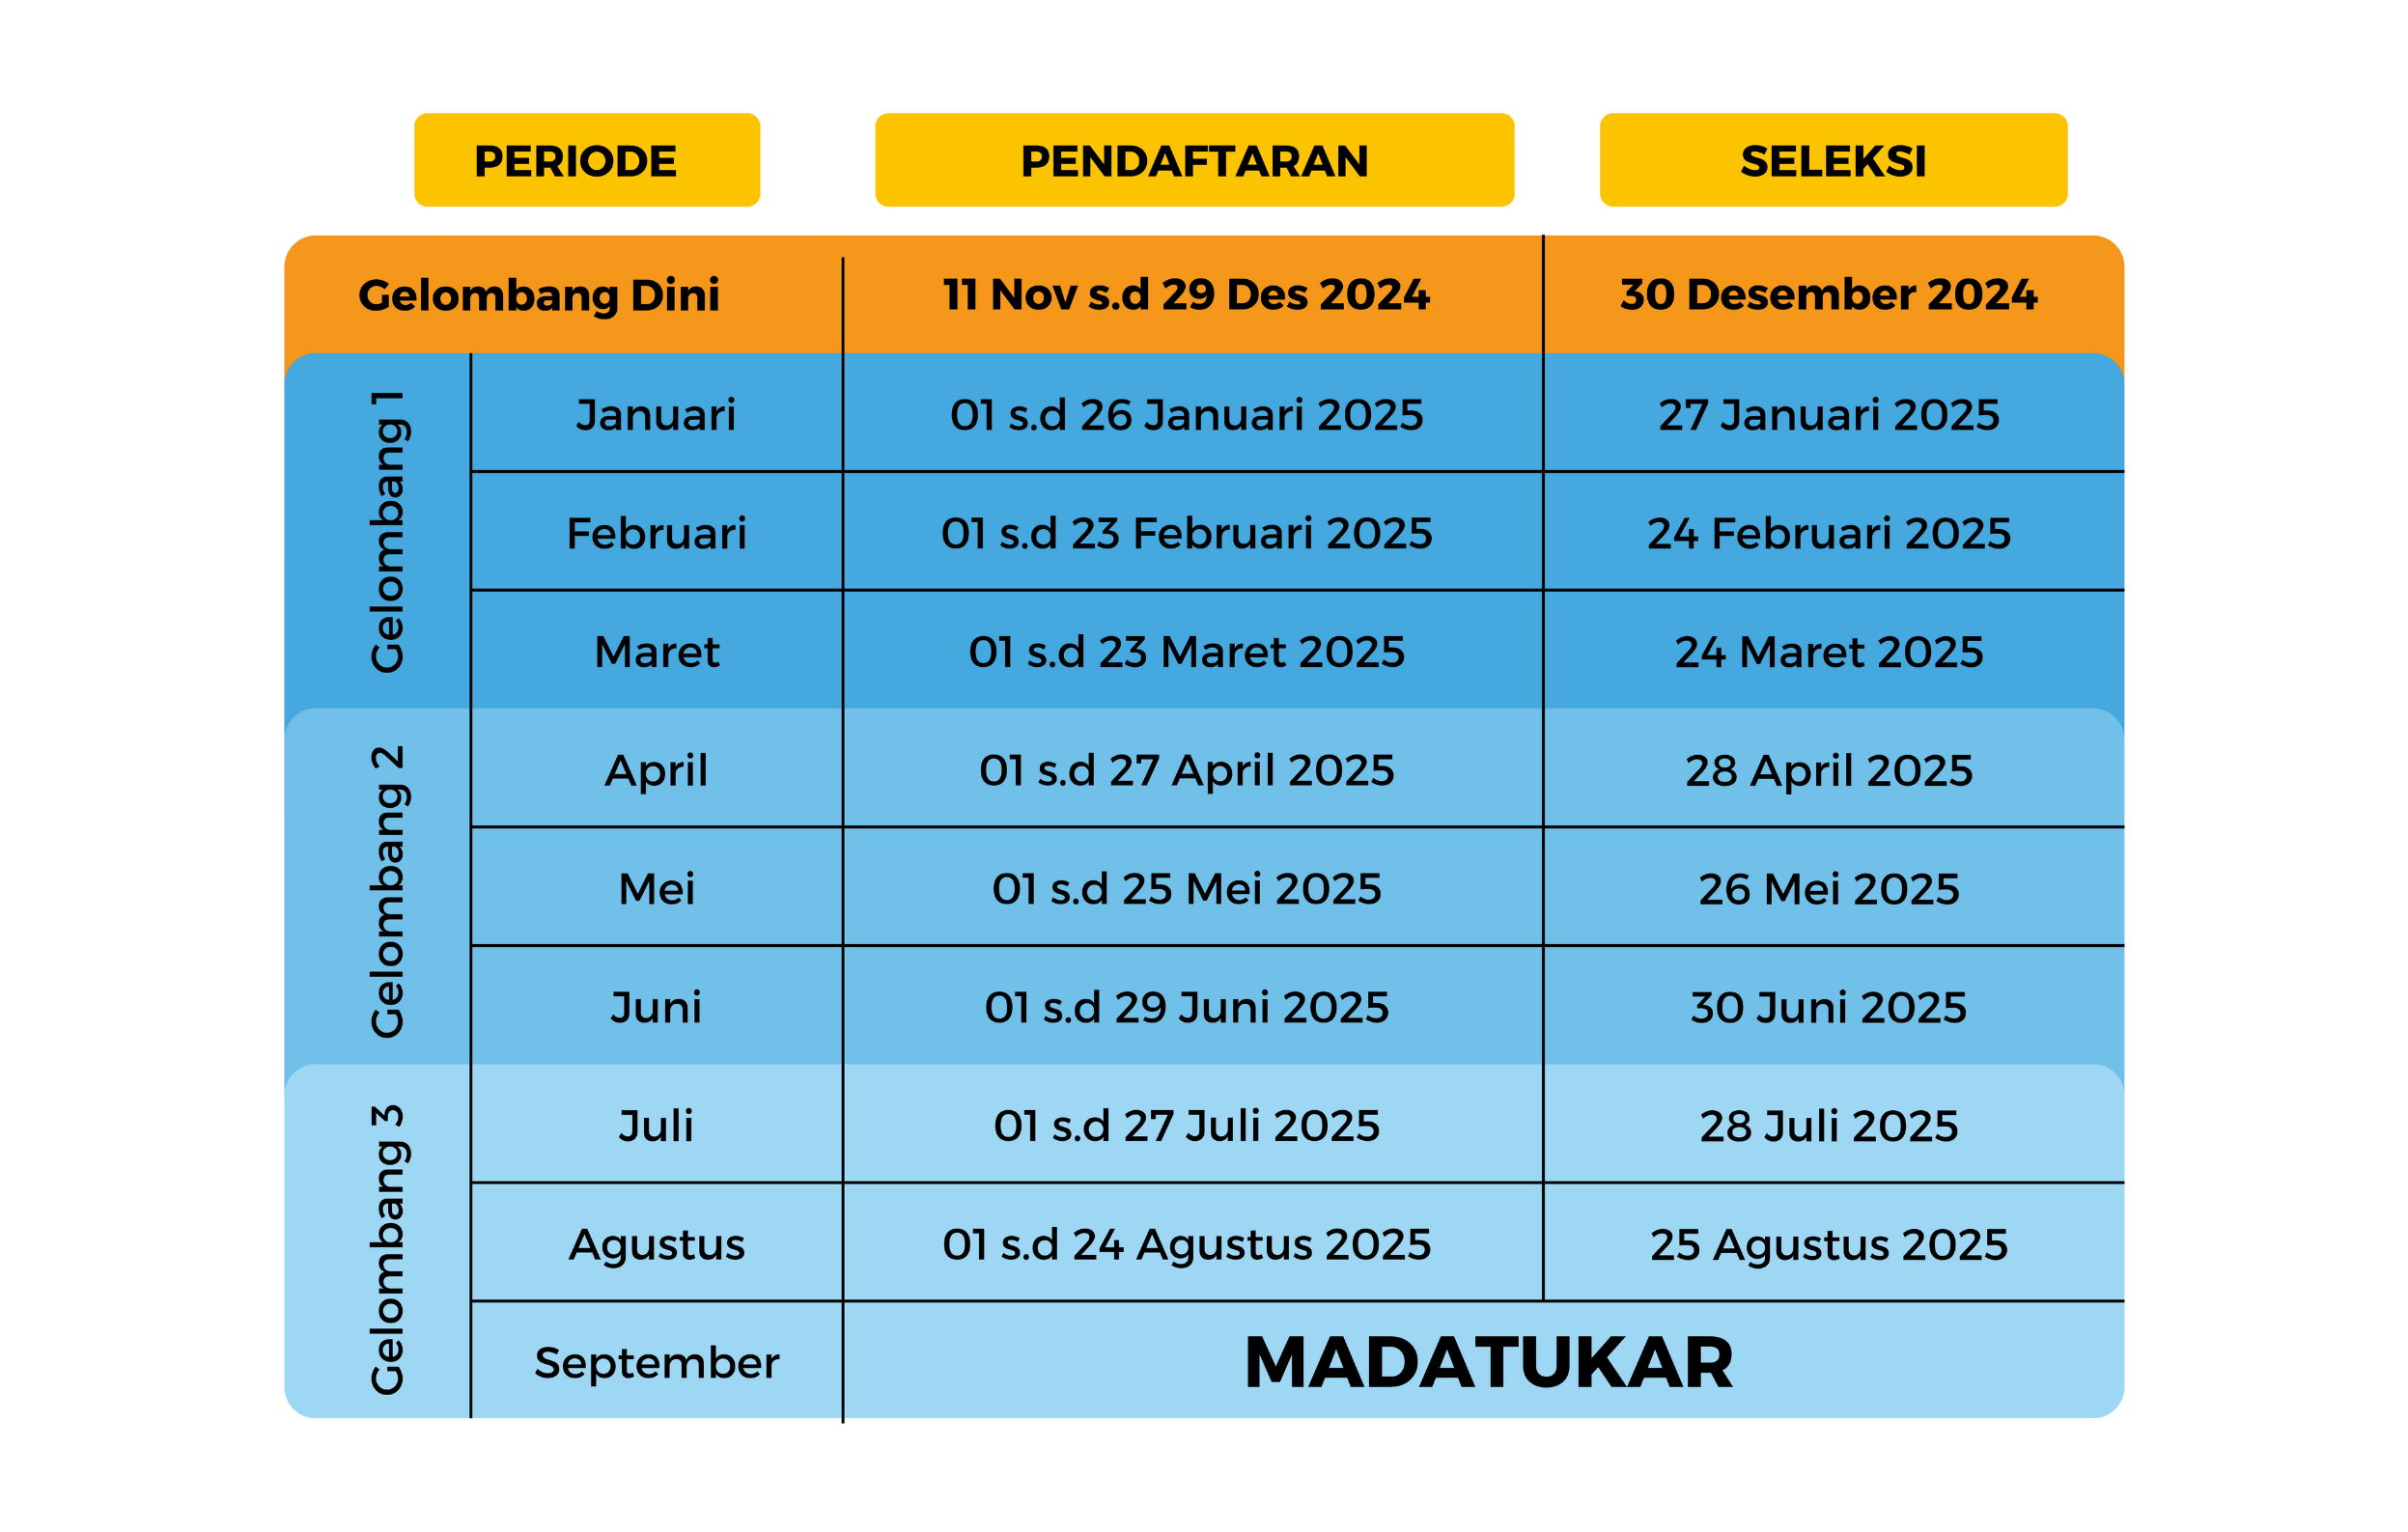 PERIODE PENDAFTARAN SELEKSI
Gelombang Dini 11 Nov s.d 29 Des 2024 30 Desember 2024
Gelombang 1
Januari 01 s.d 26 Januari 2025 27 Januari 2025
Februari 01 s.d 23 Februari 2025 24 Februari 2025
Maret 01 s.d 23 Maret 2025 24 Maret 2025
Gelombang 2
April 01 s.d 27 April 2025 28 April 2025
Mei 01 s.d 25 Mei 2025 26 Mei 2025
Juni 01 s.d 29 Juni 2025 30 Juni 2025
Gelombang 3
Juli 01 s.d 27 Juli 2025 28 Juli 2025
Agustus 01 s.d 24 Agustus 2025 25 Agustus 2025
September MADATUKAR